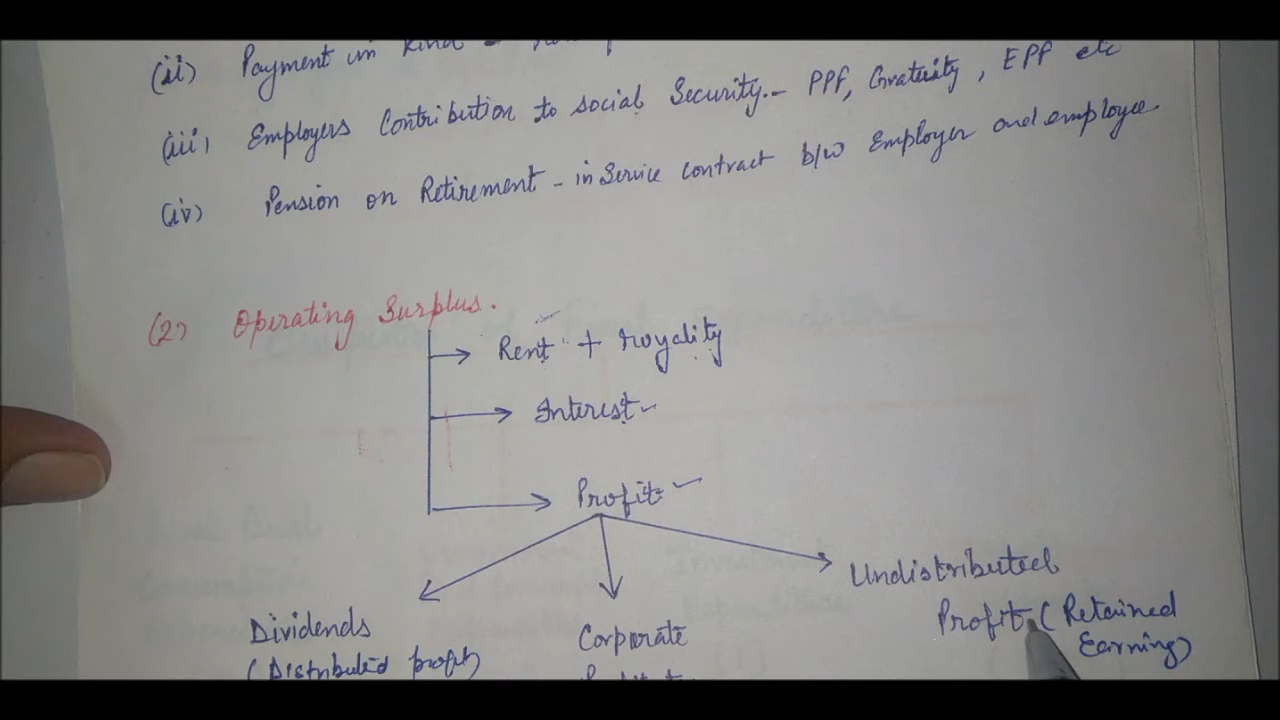 (ii) Payment in Kind
(iii) Employers Contribution to social Security.- PPF, Gratuity, EPF etc
(iv) Pension on Retirement - in Service contract b/w Employer and employee
(2) Operating Surplus.
Rent + royality
Interest
Profit
Undistributed
Profit (Retained
Earning)
Dividends
(Distributed profit)
Corporate